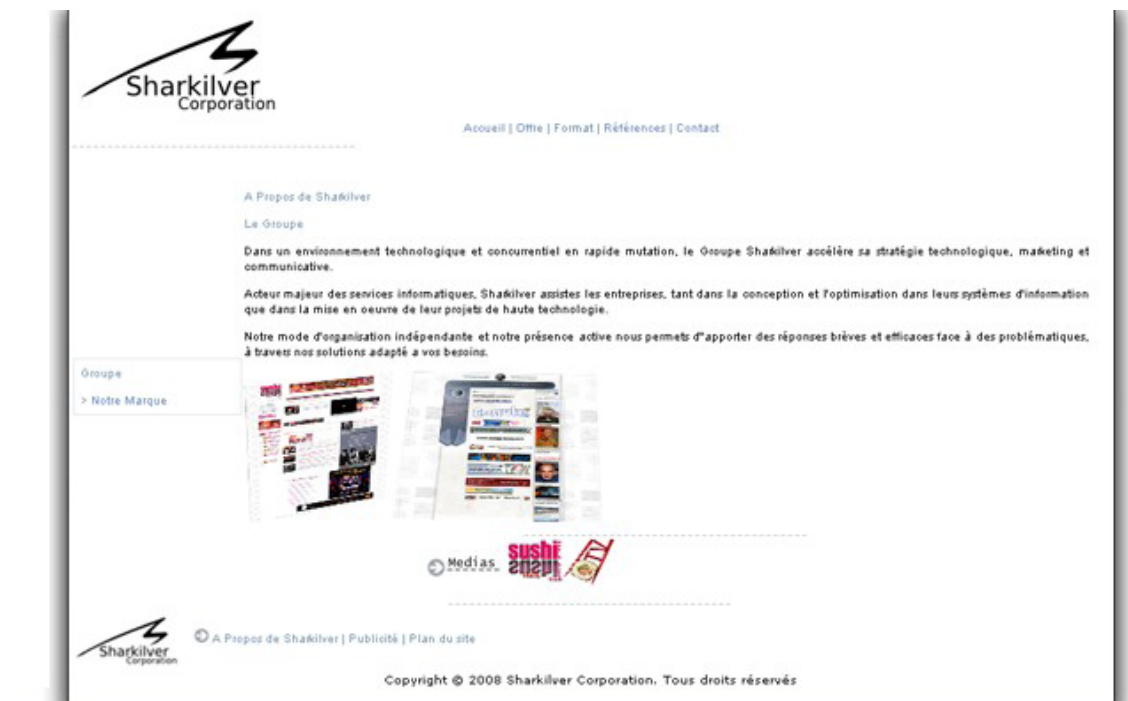 Sharkilver
Corporation
Accueil | Offre | Format | Références | Contact
A Propos de Sharkilver
Le Groupe
Dans un environnement technologique et concurrentiel en rapide mutation, le Groupe Sharkilver accélère sa stratégie technologique, marketing et
communicative.
Acteur majeur des services informatiques, Sharkilver assistes les entreprises, tant dans la conception et l'optimisation dans leurs systèmes d'information
que dans la mise en oeuvre de leur projets de haute technologie.
Notre mode d'organisation indépendante et notre présence active nous permets d"apporter des réponses brèves et efficaces face à des problématiques,
à travers nos solutions adapté a vos besoins.
Groupe
> Notre Marque
sushi
Medias
sushi
TV
Sharkilver
Corporation
A Propos de Sharkilver | Publicité | Plan du site
Copyright © 2008 Sharkilver Corporation. Tous droits réservés